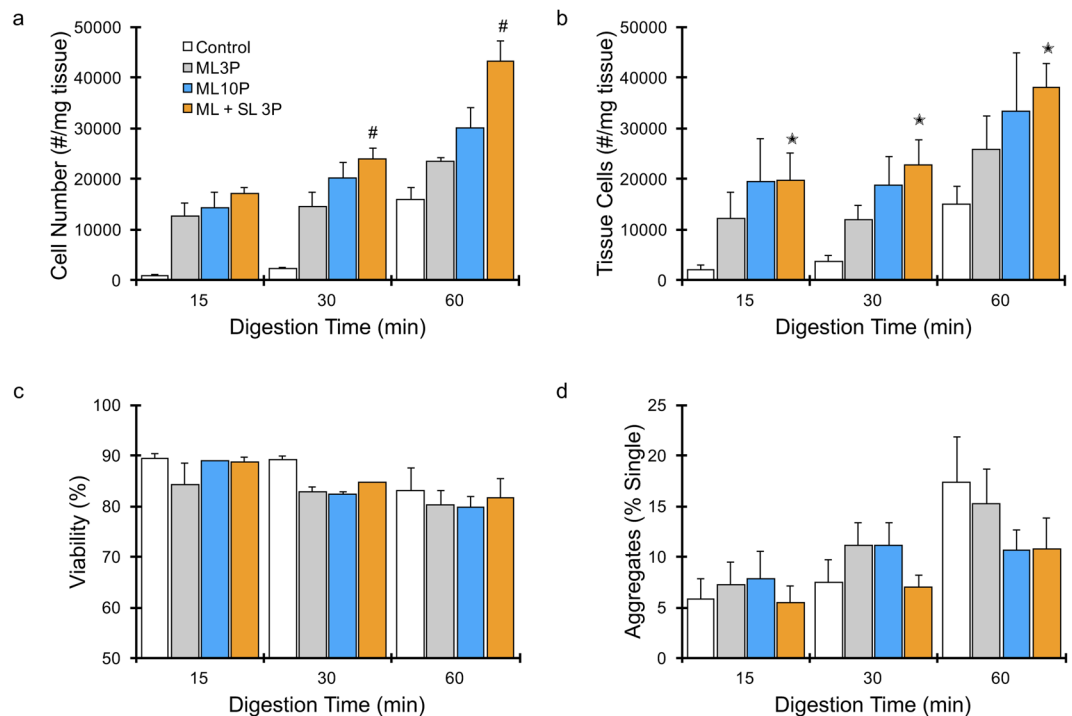 a
50000
40000
30000
20000
10000
0
Cell Number (#/mg tissue)
Control
ML3P
ML10P
ML + SL 3P
#
#
15 30 60
Digestion Time (min)
b
50000
40000
30000
20000
10000
0
Tissue Cells (#/mg tissue)
★
★
★
15 30 60
Digestion Time (min)
c
100
90
80
70
60
50
Viability (%)
15 30 60
Digestion Time (min)
d
25
20
15
10
5
0
Aggregates (% Single)
15 30 60
Digestion Time (min)